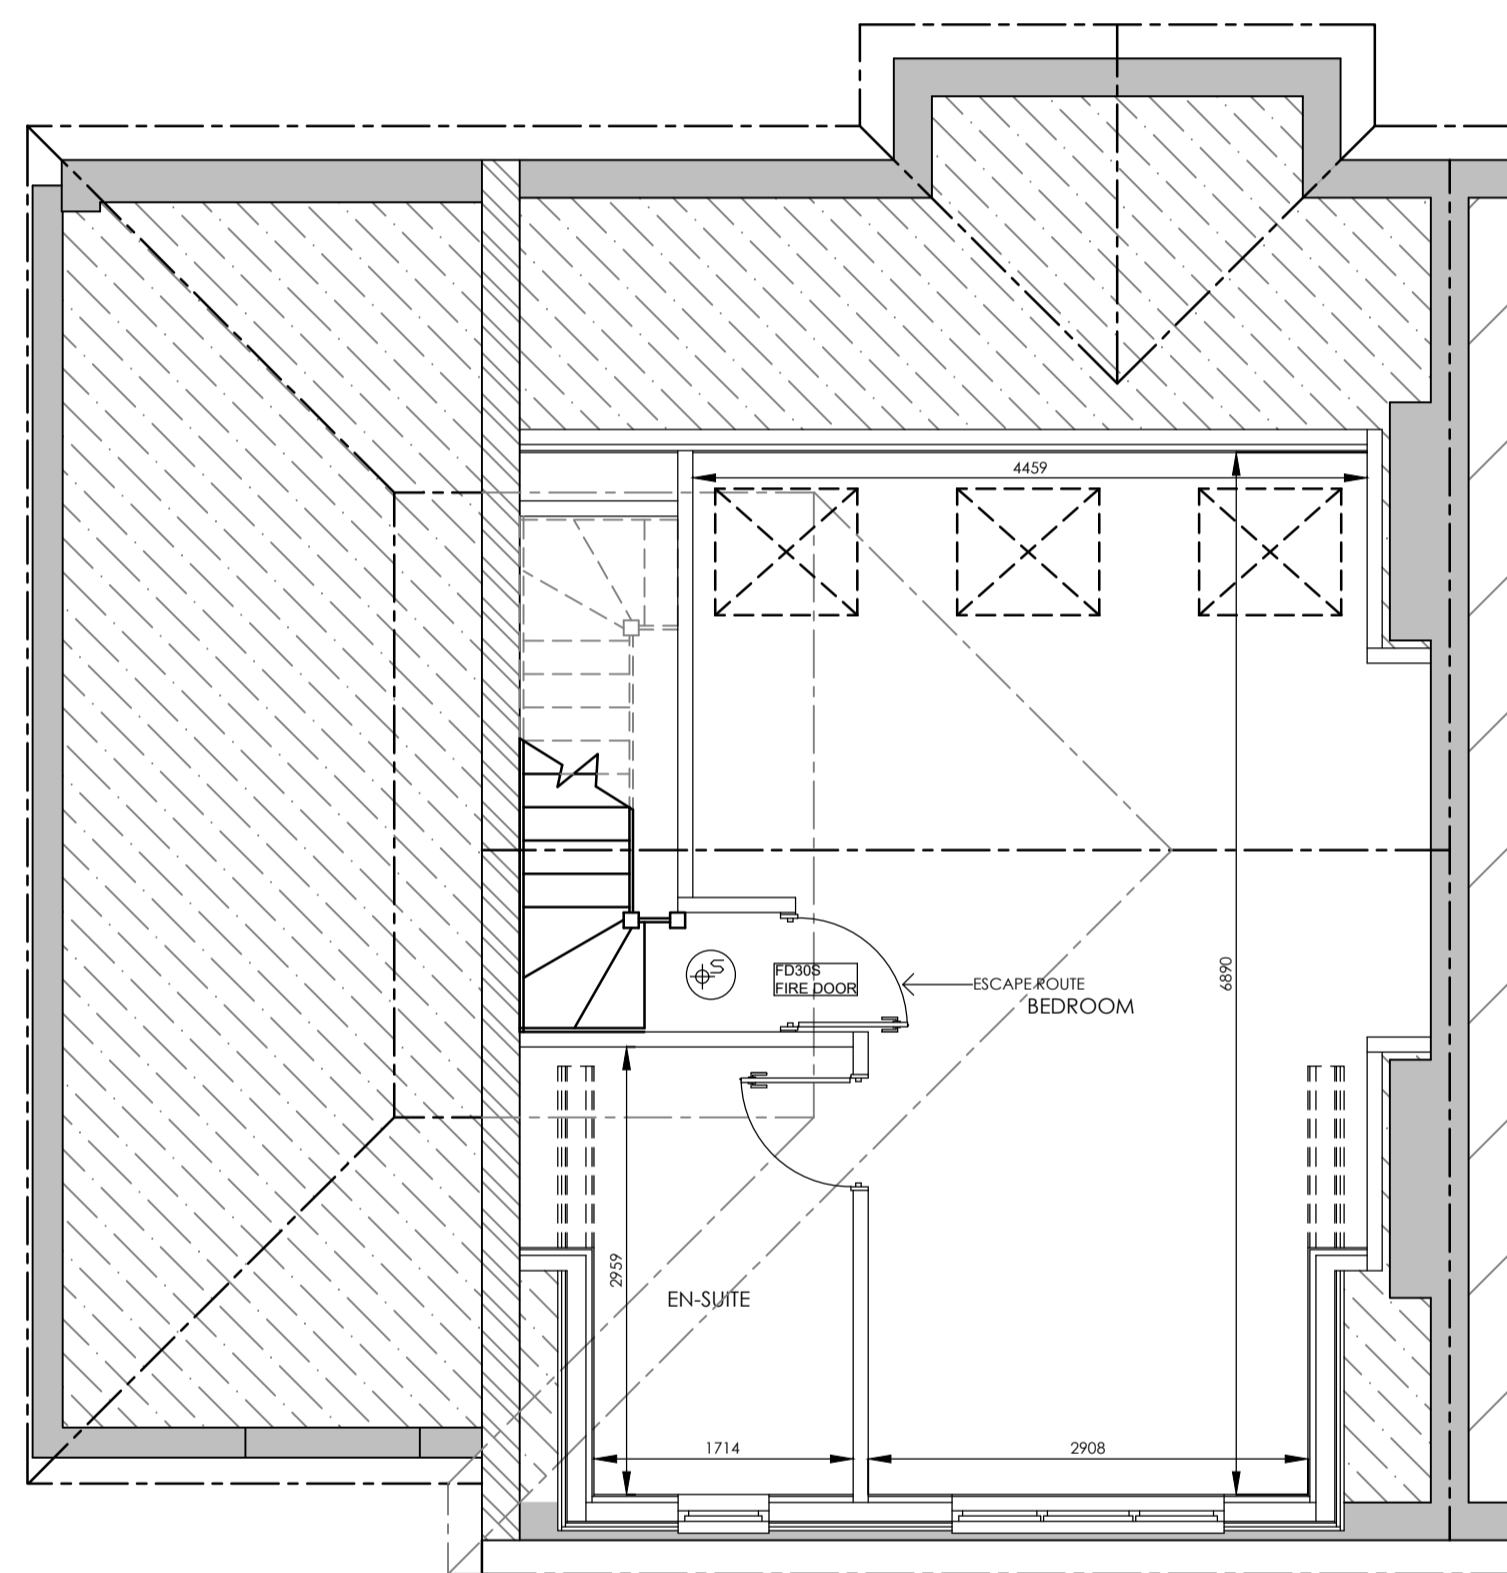 4459
S
FD30S
FIRE DOOR
ESCAPE ROUTE
BEDROOM
6890
2959
EN-SUITE
1714
2908